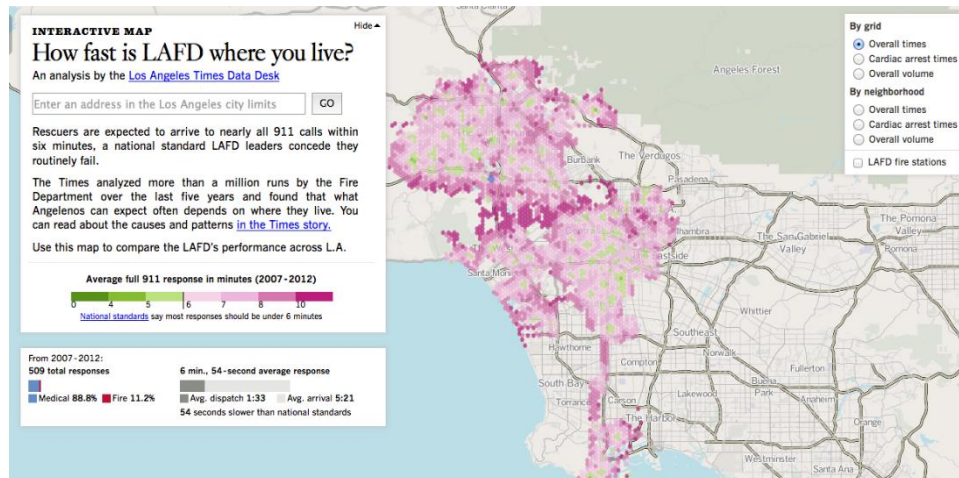 Hide
INTERACTIVE MAP
How fast is LAFD where you live?
An analysis by the Los Angeles Times Data Desk
Enter an address in the Los Angeles city limits
GO
Rescuers are expected to arrive to nearly all 911 calls within
six minutes, a national standard LAFD leaders concede they
routinely fail.
The Times analyzed more than a million runs by the Fire
Department over the last five years and found that what
Angelenos can expect often depends on where they live. You
can read about the causes and patterns in the Times story.
Use this map to compare the LAFD's performance across L.A.
Average full 911 response in minutes (2007-2012)
0 4 5 6 7 8 10
National standards say most responses should be under 6 minutes
From 2007-2012:
509 total responses
Medical 88.8% Fire 11.2%
6 min., 54-second average response
Avg. dispatch 1:33 Avg. arrival 5:21
54 seconds slower than national standards
By grid
Overall times
Cardiac arrest times
Overall volume
By neighborhood
Overall times
Cardiac arrest times
Overall volume
LAFD fire stations
Santa Clarita
Angeles Forest
Burbank
The Verdugos
Pasadena
The Pomona
Valley
Pomona
The San Gabriel
Valley
lhambra
astside
Santa Moni
Whittier
Southeast
Hawthorne
Norwalk
Compton
Fullerton
South Bay
Buena
Park
Anaheim
Torrance
Carson
Lakewood
Orange
The Harbor
Westminster
Santa Ana